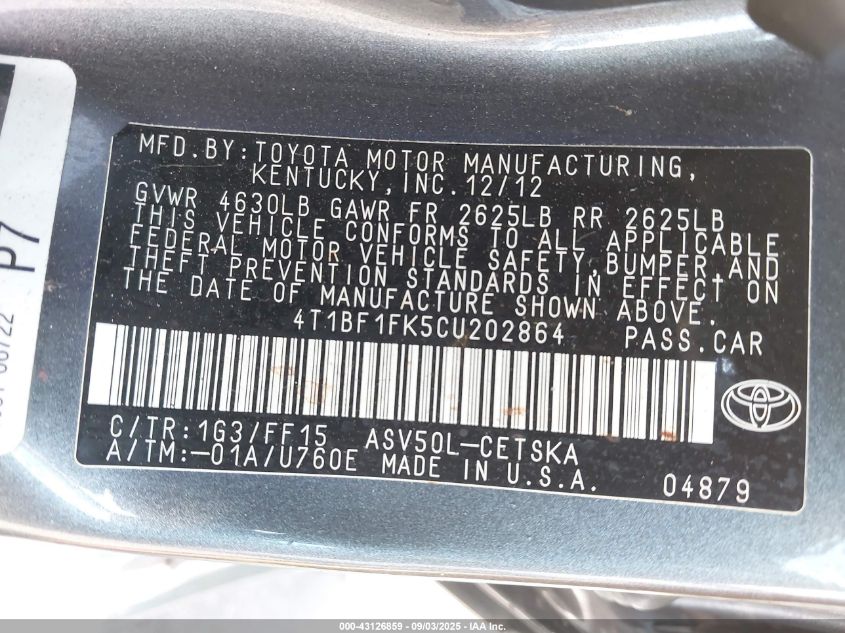 MFD.BY:TOYOTA MOTOR MANUFACTURING,
KENTUCKY,INC.12/12
GVWR 4630LB GAWR FR 2625LB RR 2625LB
THIS VEHICLE CONFORMS TO ALL APPLICABLE
FEDERAL MOTOR VEHICLE SAFETY,BUMPER,AND
THEFT PREVENTION STANDARDS IN EFFECT ON
THE DATE OF MANUFACTURE SHOWN ABOVE.
4T1BF1FK5CU202864 PASS.CAR
C/TR:1G3/FF15 ASV50L-CETSKA
A/TM:-01A/U760E MADE IN U.S.A. 04879
P7
000-43126859 - 09/03/2025 - IAA Inc.